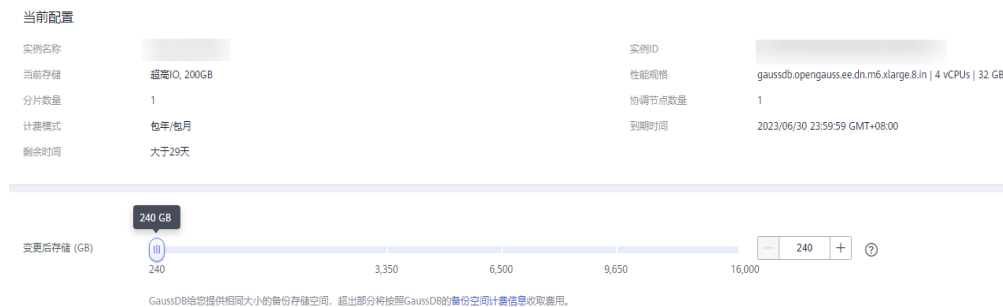 当前配置
实例名称
实例ID
当前存储 超高IO, 200GB
性能规格 gaussdb.opengauss.ee.dn.m6.xlarge.8.in | 4 vCPUs | 32 GB
分片数量 1
协调节点数量 1
计费模式 包年/包月
到期时间 2023/06/30 23:59:59 GMT+08:00
剩余时间 大于29天
240 GB
变更后存储 (GB)
240 3,350 6,500 9,650 16,000
— 240 + ?
GaussDB给您提供相同大小的备份存储空间，超出部分将按照GaussDB的备份空间计费信息收取费用。